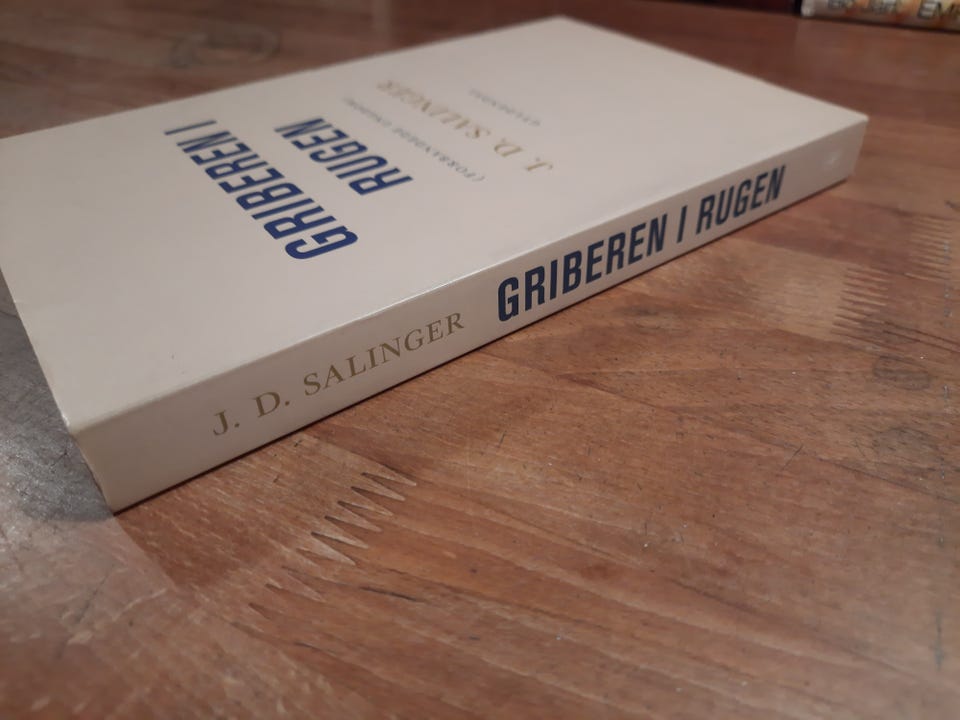 GRIBEREN I
RUGEN
(FORBANDEDE UNGDOM)
J. D. SALINGER
GYLDENDAL
J. D. SALINGER GRIBEREN I RUGEN